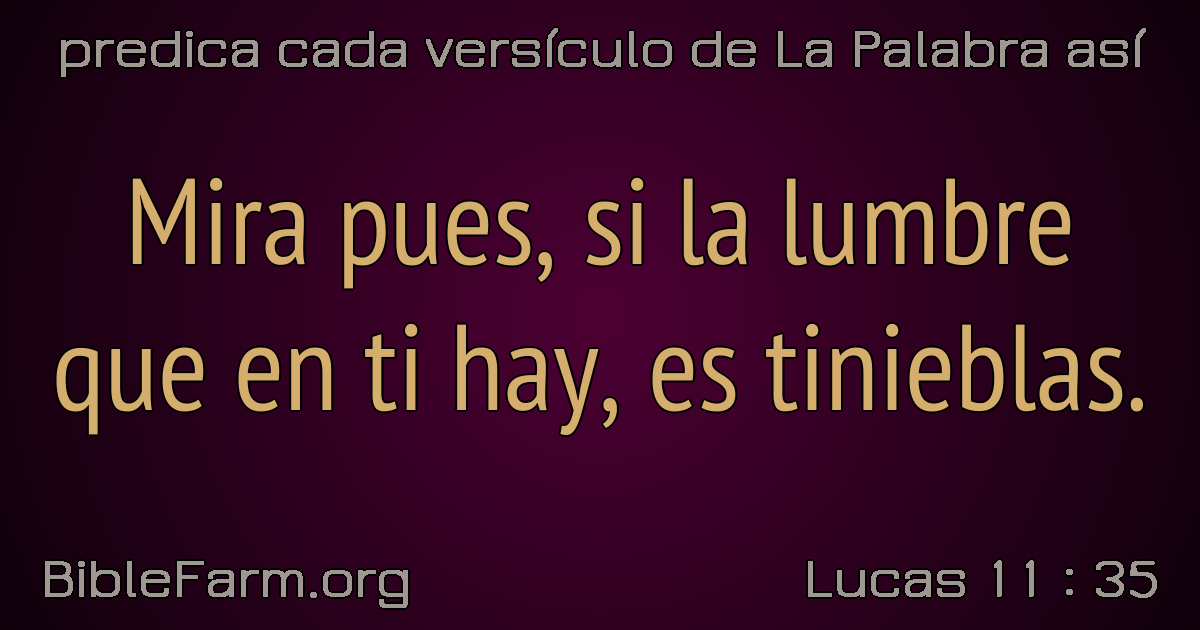 predica cada versículo de La Palabra así
Mira pues, si la lumbre
que en ti hay, es tinieblas.
BibleFarm.org
Lucas 11 : 35